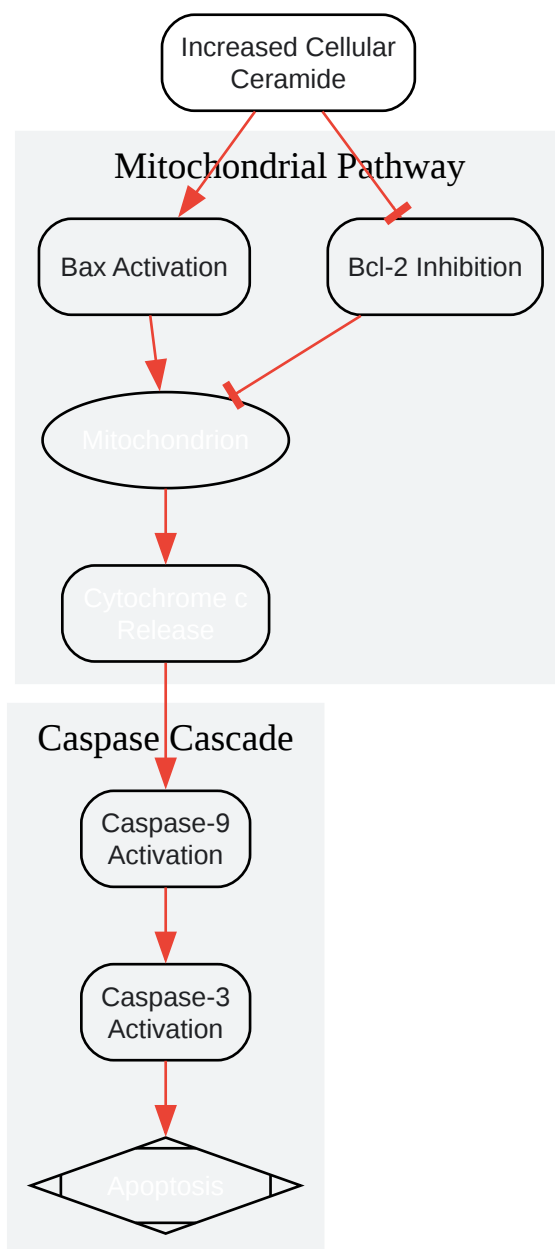 Increased Cellular
Ceramide
Mitochondrial Pathway
Bax Activation
Bcl-2 Inhibition
Mitochondrion
Cytochrome c
Release
Caspase Cascade
Caspase-9
Activation
Caspase-3
Activation
Apoptosis